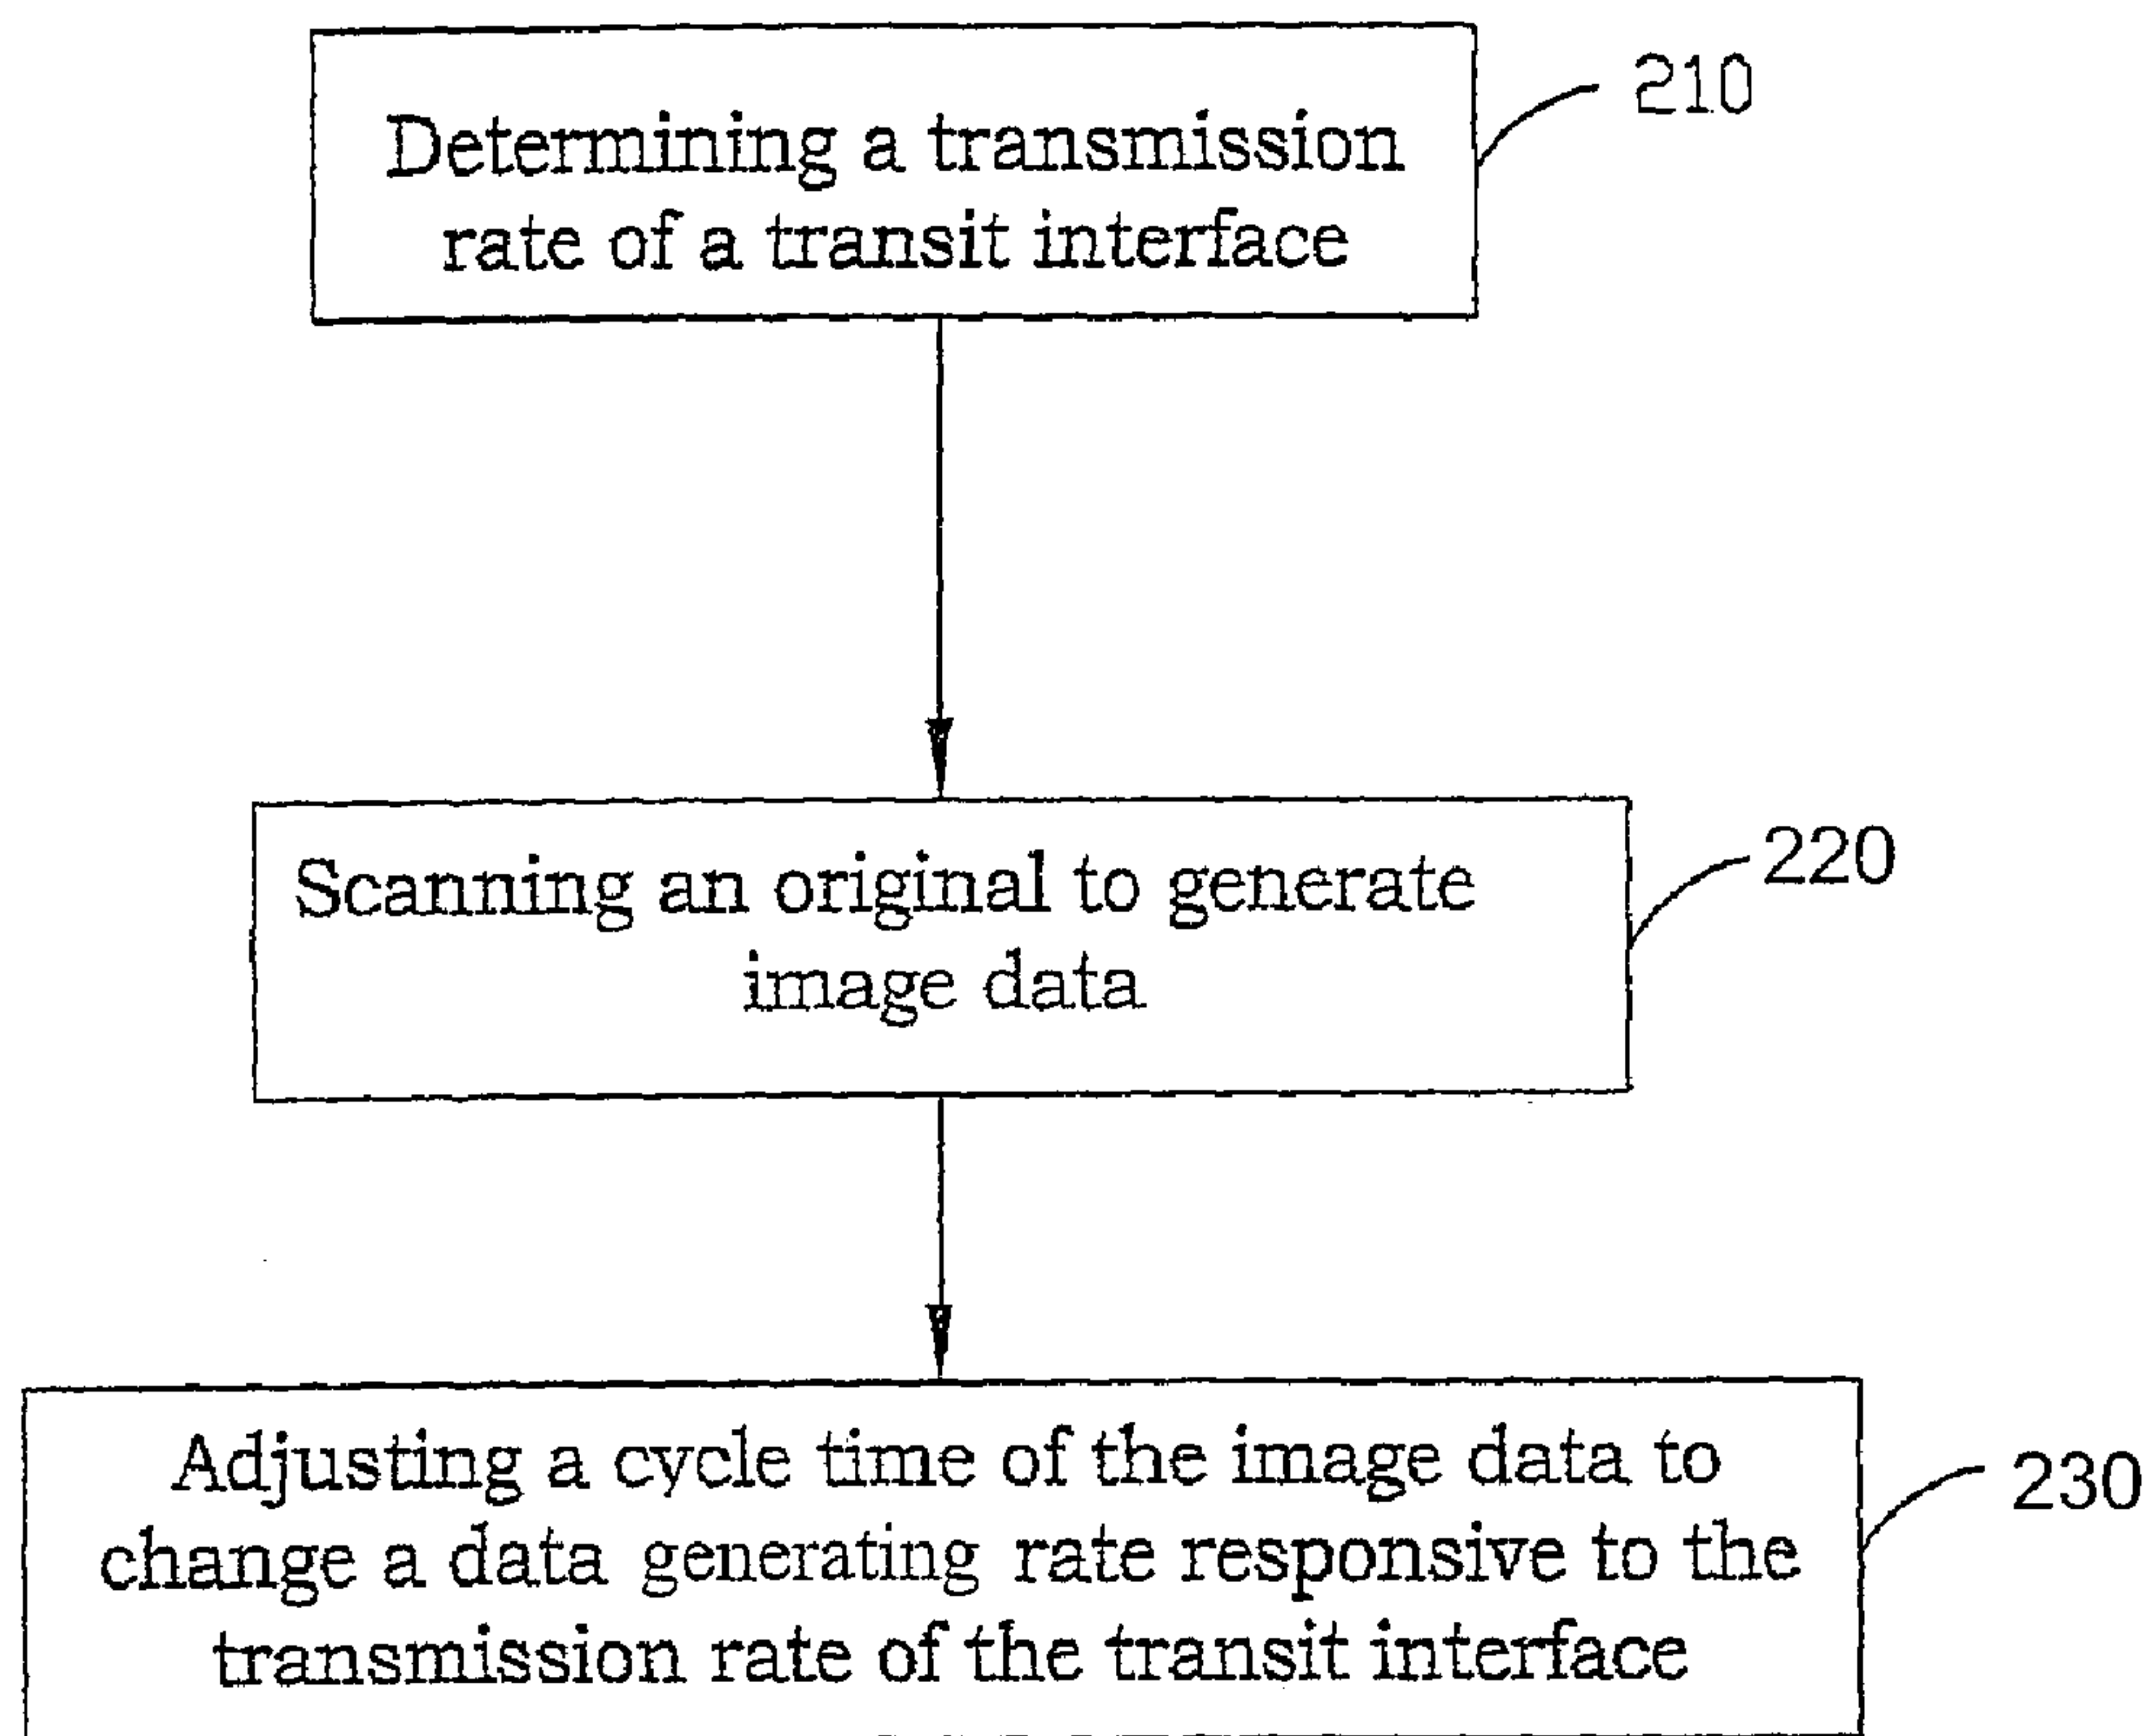 Determining a transmission
rate of a transit interface
210
Scanning an original to generate
image data
220
Adjusting a cycle time of the image data to
change a data generating rate responsive to the
transmission rate of the transit interface
230